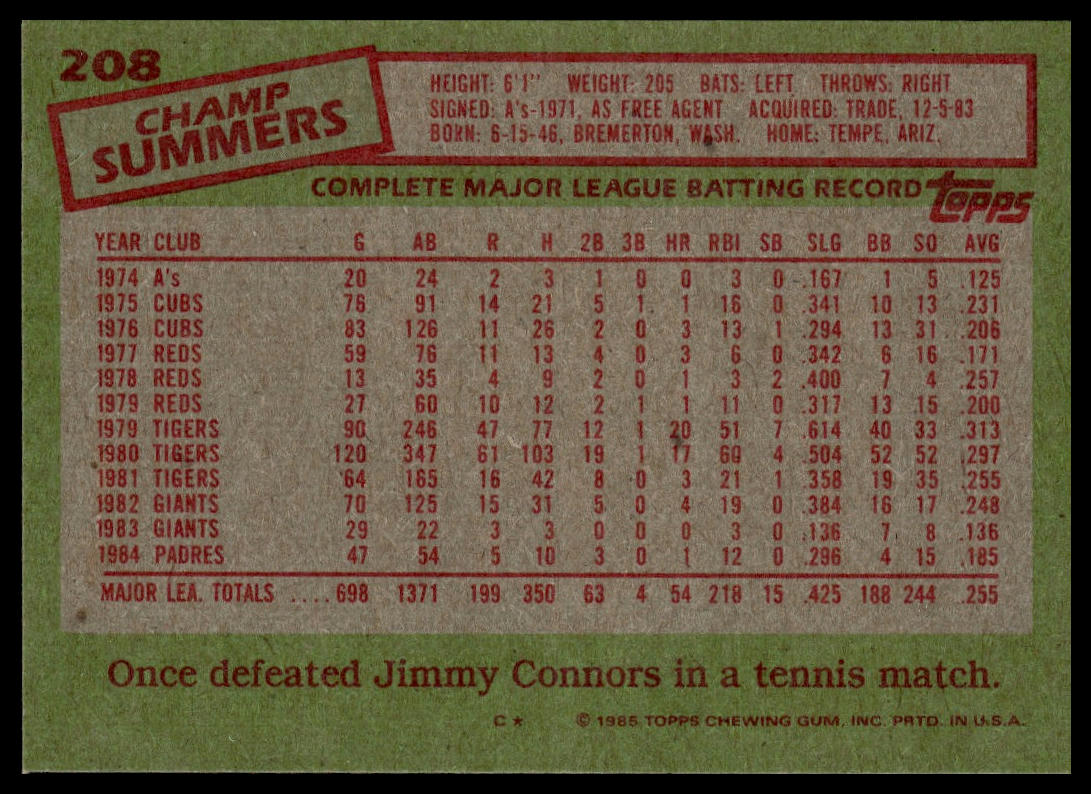 208
CHAMP
SUMMERS
HEIGHT: 6'1" WEIGHT: 205 BATS: LEFT THROWS: RIGHT
SIGNED: A's-1971, AS FREE AGENT ACQUIRED: TRADE, 12-5-83
BORN: 6-15-46, BREMERTON, WASH. HOME: TEMPE, ARIZ.
COMPLETE MAJOR LEAGUE BATTING RECORD topps
YEAR CLUB G AB R H 2B 3B HR RBI SB SLG BB SO AVG
1974 A's 20 24 2 3 1 0 0 3 0 .167 1 5 .125
1975 CUBS 76 91 14 21 5 1 1 16 0 .341 10 13 .231
1976 CUBS 83 126 11 26 2 0 3 13 1 .294 13 31 .206
1977 REDS 59 76 11 13 4 0 3 6 0 .342 6 16 .171
1978 REDS 13 35 4 9 2 0 1 3 2 .400 7 4 .257
1979 REDS 27 60 10 12 2 1 1 11 0 .317 13 15 .200
1979 TIGERS 90 246 47 77 12 1 20 51 7 .614 40 33 .313
1980 TIGERS 120 347 61 103 19 1 17 60 4 .504 52 52 .297
1981 TIGERS 64 165 16 42 8 0 3 21 1 .358 19 35 .255
1982 GIANTS 70 125 15 31 5 0 4 19 0 .384 16 17 .248
1983 GIANTS 29 22 3 3 0 0 0 3 0 .136 7 8 .136
1984 PADRES 47 54 5 10 3 0 1 12 0 .296 4 15 .185
MAJOR LEA. TOTALS .... 698 1371 199 350 63 4 54 218 15 .425 188 244 .255
Once defeated Jimmy Connors in a tennis match.
C * © 1985 TOPPS CHEWING GUM, INC. PRTD. IN U.S.A.